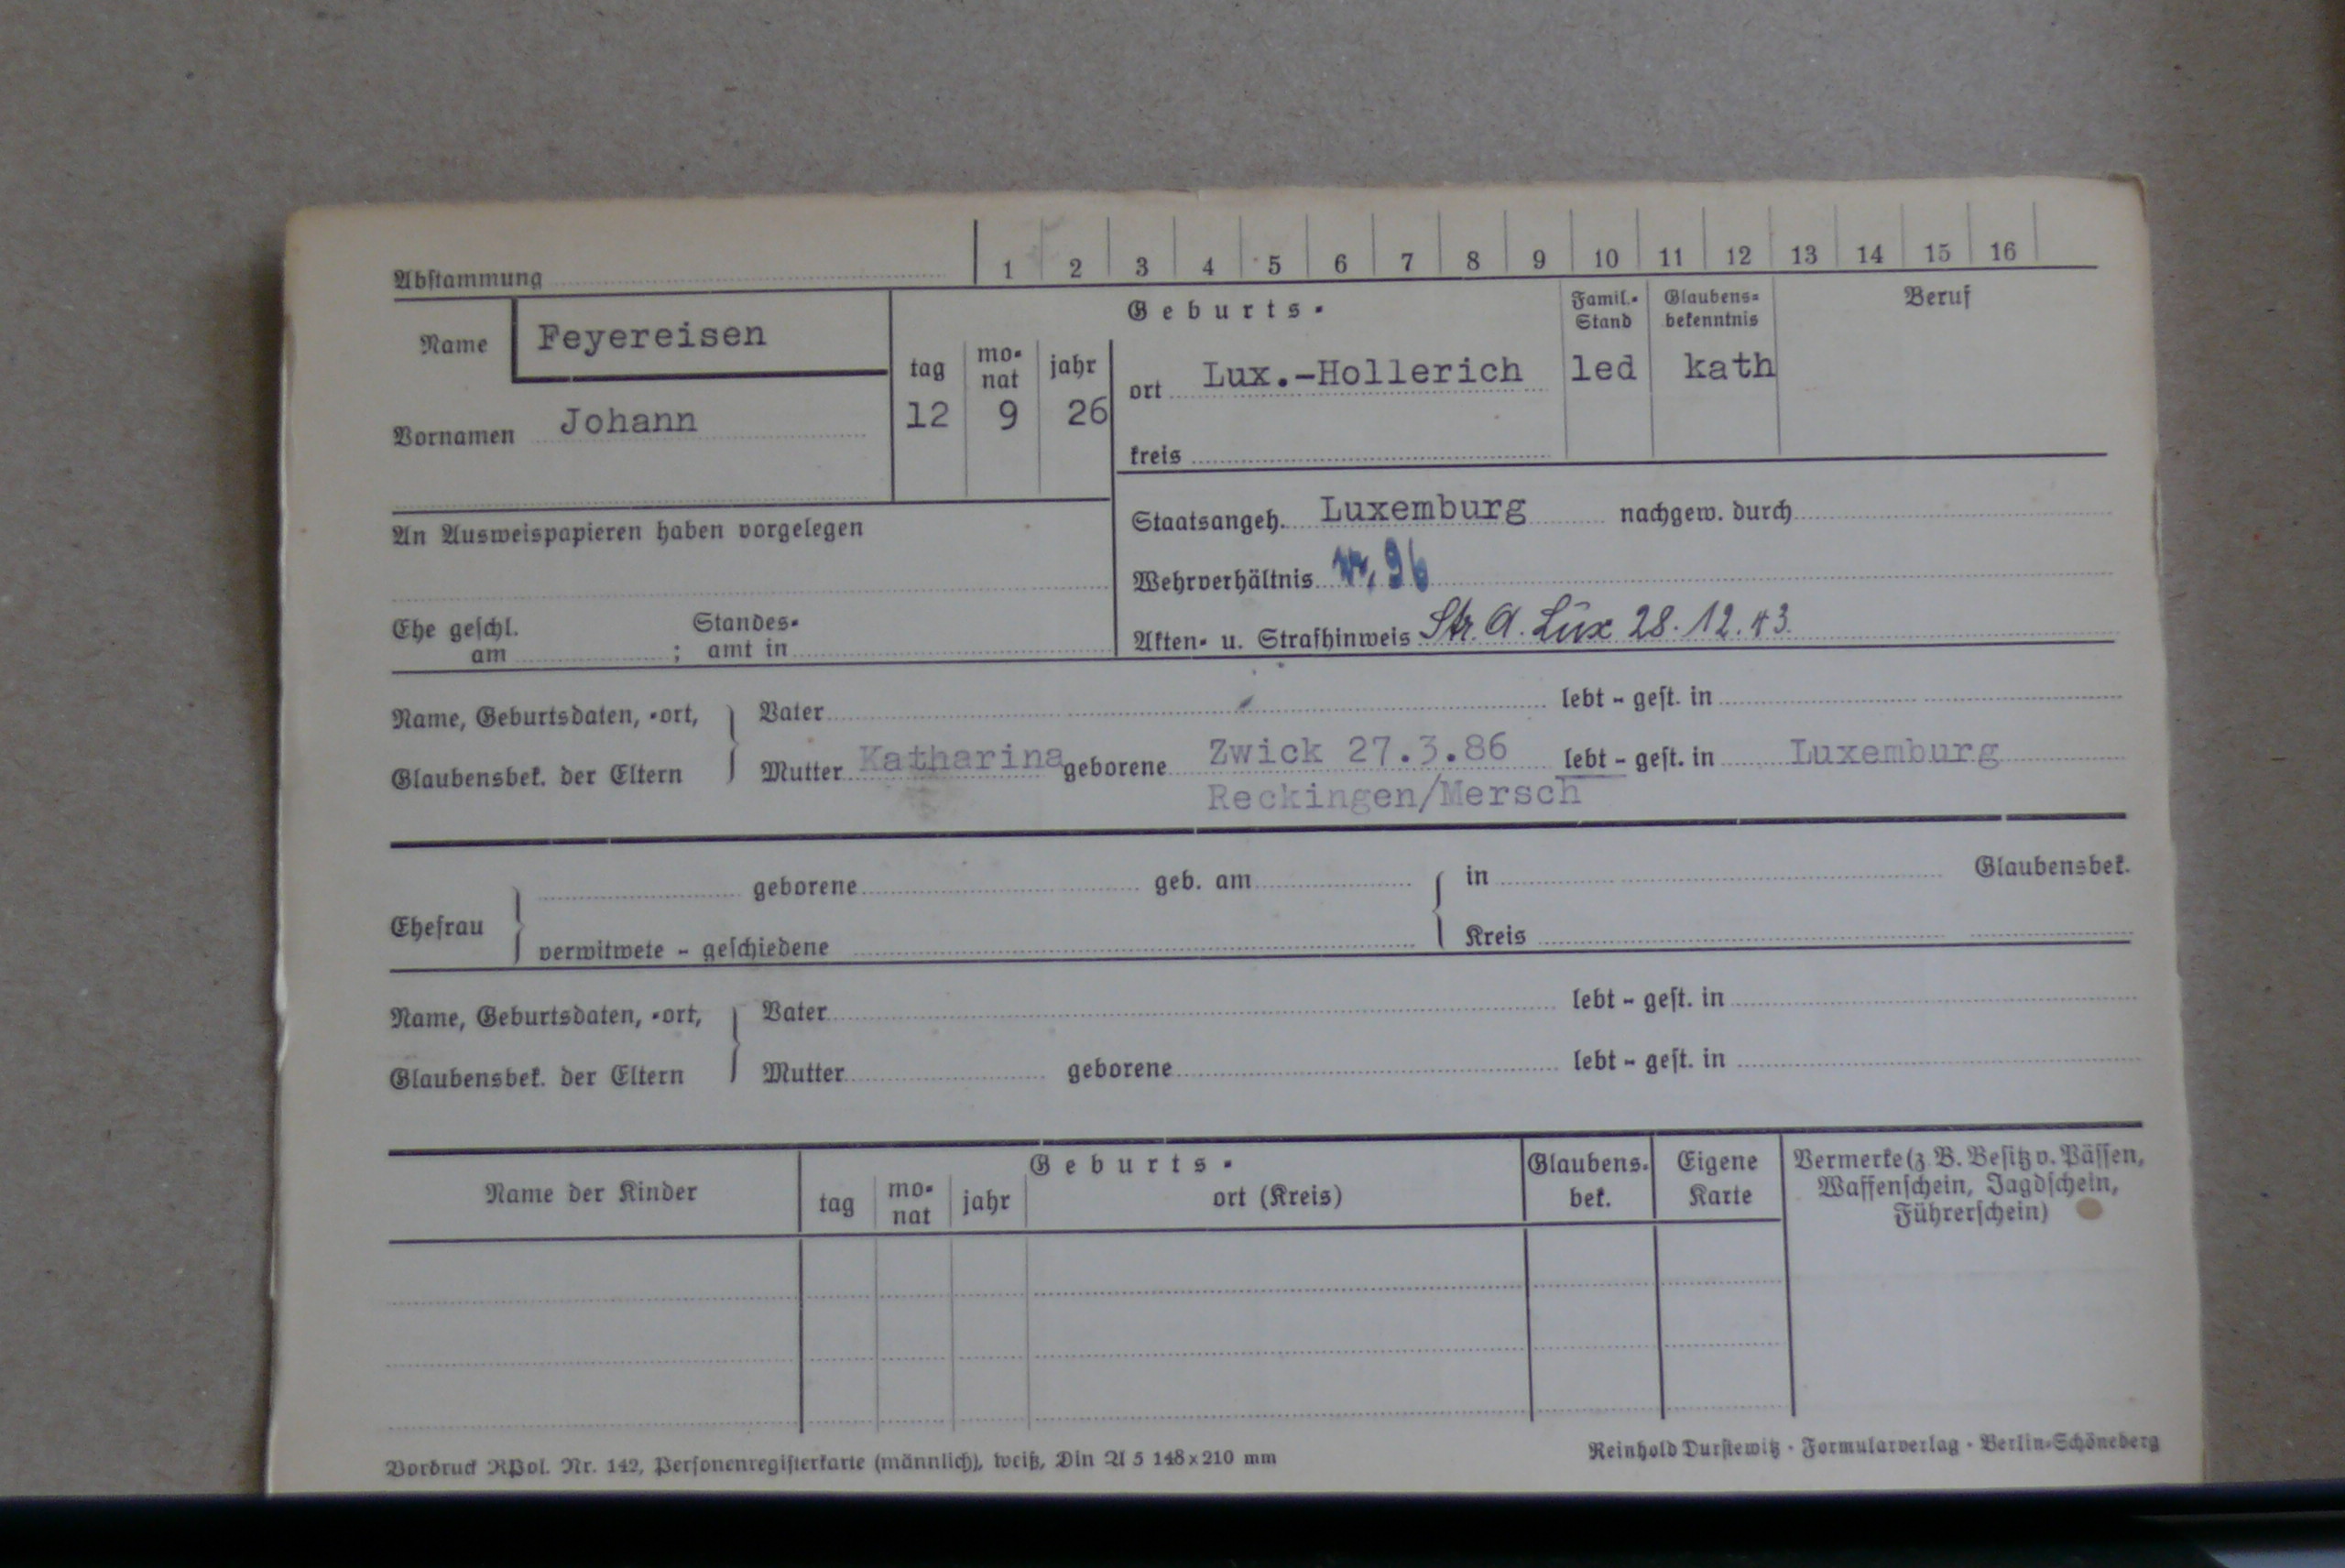 Abstammung 1 2 3 4 5 6 7 8 9 10 11 12 13 14 15 16
Name Feyereisen
Vornamen Johann
Geburts-
tag mo-nat jahr
12 9 26
ort Lux.-Hollerich
kreis
Famil.-Stand
led
Glaubens-bekenntnis
kath
Beruf
An Ausweispapieren haben vorgelegen
Staatsangeh. Luxemburg nachgew. durch
Wehrverhältnis 96
Akten- u. Strafhinweis Str. A. Lux 28.12.43.
Ehe geschl. Standes-
am ; amt in
Name, Geburtsdaten, -ort, Vater lebt - gest. in
Glaubensbek. der Eltern Mutter Katharina geborene Zwick 27.3.86 lebt - gest. in Luxemburg
Reckingen/Mersch
geborene geb. am in Glaubensbek.
Ehefrau
verwitwete - geschiedene Kreis
Name, Geburtsdaten, -ort, Vater lebt - gest. in
Glaubensbek. der Eltern Mutter geborene lebt - gest. in
Name der Kinder
Geburts-
tag mo-nat jahr ort (Kreis)
Glaubens-
bek.
Eigene
Karte
Vermerke (z. B. Besitz v. Pässen,
Waffenschein, Jagdschein,
Führerschein)
Vordruck RPol. Nr. 142, Personenregisterkarte (männlich), weiß, Din A 5 148x210 mm
Reinhold Durstewitz · Formularverlag · Berlin-Schöneberg